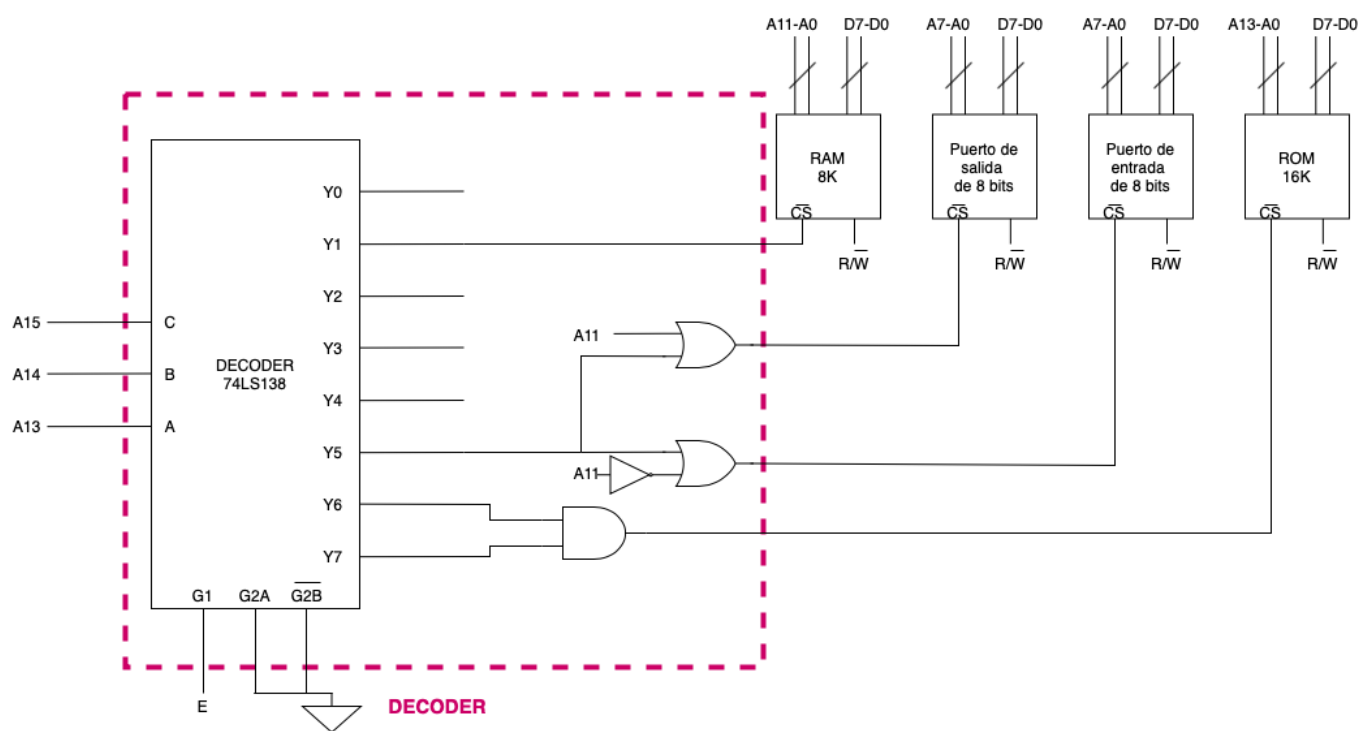 A11-A0 D7-D0 A7-A0 D7-D0 A7-A0 D7-D0 A13-A0 D7-D0
RAM
8K
CS
R/W
Puerto de
salida
de 8 bits
CS
R/W
Puerto de
entrada
de 8 bits
CS
R/W
ROM
16K
CS
R/W
Y0
Y1
Y2
Y3
Y4
Y5
Y6
Y7
A15
A14
A13
C
B
A
DECODER
74LS138
A11
A11
G1 G2A G2B
E
DECODER